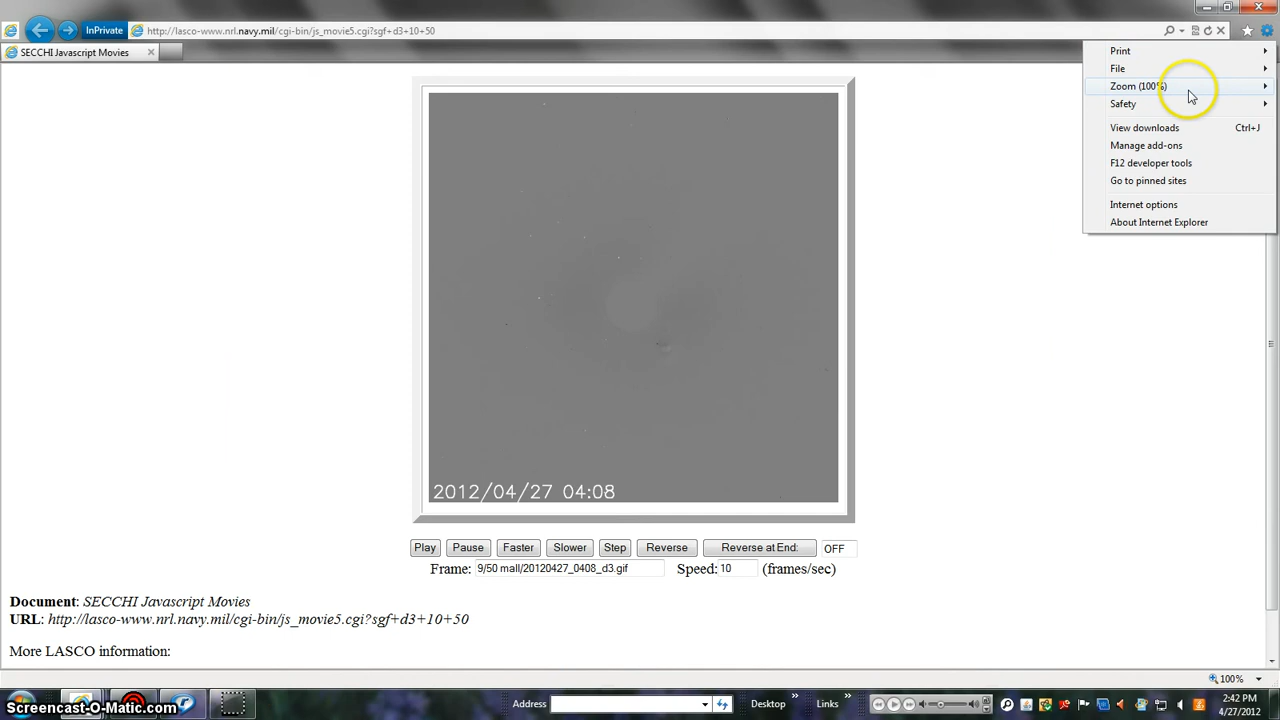 InPrivate
http://lasco-www.nrl.navy.mil/cgi-bin/js_movie5.cgi?sgf+d3+10+50
SECCHI Javascript Movies
Print
File
Zoom (100%)
Safety
View downloads Ctrl+J
Manage add-ons
F12 developer tools
Go to pinned sites
Internet options
About Internet Explorer
2012/04/27 04:08
Play Pause Faster Slower Step Reverse Reverse at End: OFF
Frame: 9/50 mall/20120427_0408_d3.gif Speed: 10 (frames/sec)
Document: SECCHI Javascript Movies
URL: http://lasco-www.nrl.navy.mil/cgi-bin/js_movie5.cgi?sgf+d3+10+50
More LASCO information:
100%
Address Desktop Links 2:42 PM
4/27/2012
Screencast-O-Matic.com